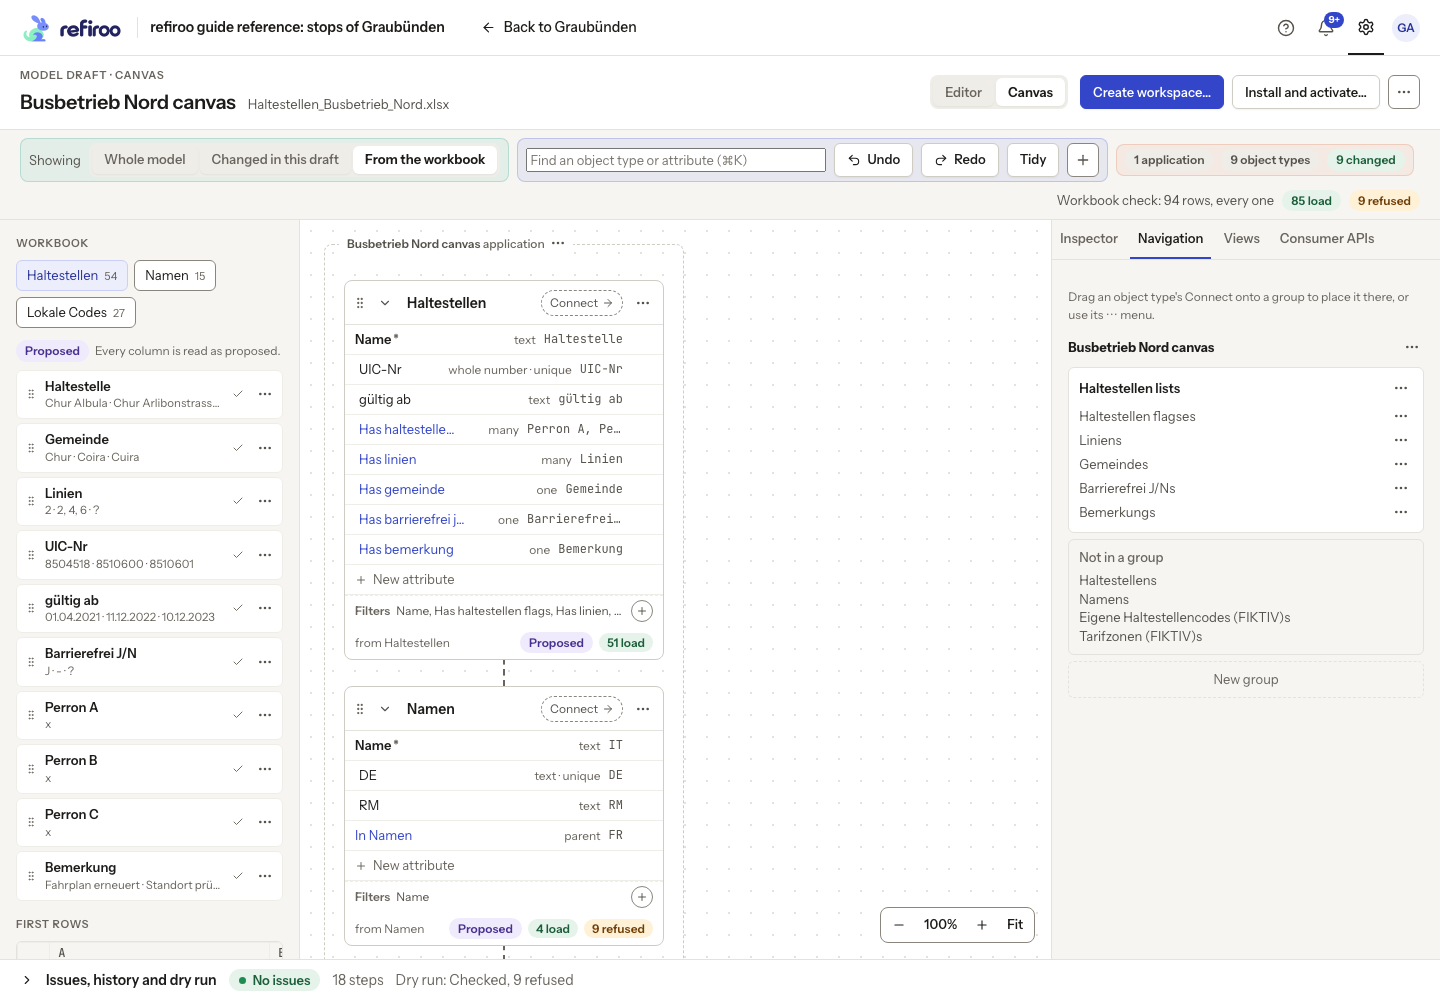 refiroo
refiroo guide reference: stops of Graubünden
← Back to Graubünden
9+
GA
MODEL DRAFT · CANVAS
Busbetrieb Nord canvas
Haltestellen_Busbetrieb_Nord.xlsx
Editor
Canvas
Create workspace...
Install and activate...
Showing
Whole model
Changed in this draft
From the workbook
Find an object type or attribute (⌘K)
Undo
Redo
Tidy
1 application
9 object types
9 changed
Workbook check: 94 rows, every one
85 load
9 refused
WORKBOOK
Haltestellen 54
Namen 15
Lokale Codes 27
Proposed
Every column is read as proposed.
Haltestelle
Chur Albula · Chur Arlibonstrass...
Gemeinde
Chur · Coira · Cuira
Linien
2 · 2, 4, 6 · ?
UIC-Nr
8504518 · 8510600 · 8510601
gültig ab
01.04.2021 · 11.12.2022 · 10.12.2023
Barrierefrei J/N
J · - · ?
Perron A
x
Perron B
x
Perron C
x
Bemerkung
Fahrplan erneuert · Standort prü...
FIRST ROWS
A
Busbetrieb Nord canvas application
Haltestellen
Connect →
Name * text Haltestelle
UIC-Nr whole number · unique UIC-Nr
gültig ab text gültig ab
Has haltestelle... many Perron A, Pe…
Has linien many Linien
Has gemeinde one Gemeinde
Has barrierefrei j... one Barrierefrei…
Has bemerkung one Bemerkung
+ New attribute
Filters Name, Has haltestellen flags, Has linien, ...
from Haltestellen
Proposed
51 load
Namen
Connect →
Name * text IT
DE text · unique DE
RM text RM
In Namen parent FR
+ New attribute
Filters Name
from Namen
Proposed
4 load
9 refused
− 100% + Fit
Inspector
Navigation
Views
Consumer APIs
Drag an object type's Connect onto a group to place it there, or
use its ··· menu.
Busbetrieb Nord canvas
Haltestellen lists
Haltestellen flagses
Liniens
Gemeindes
Barrierefrei J/Ns
Bemerkungs
Not in a group
Haltestellens
Namens
Eigene Haltestellencodes (FIKTIV)s
Tarifzonen (FIKTIV)s
New group
Issues, history and dry run
No issues
18 steps
Dry run: Checked, 9 refused